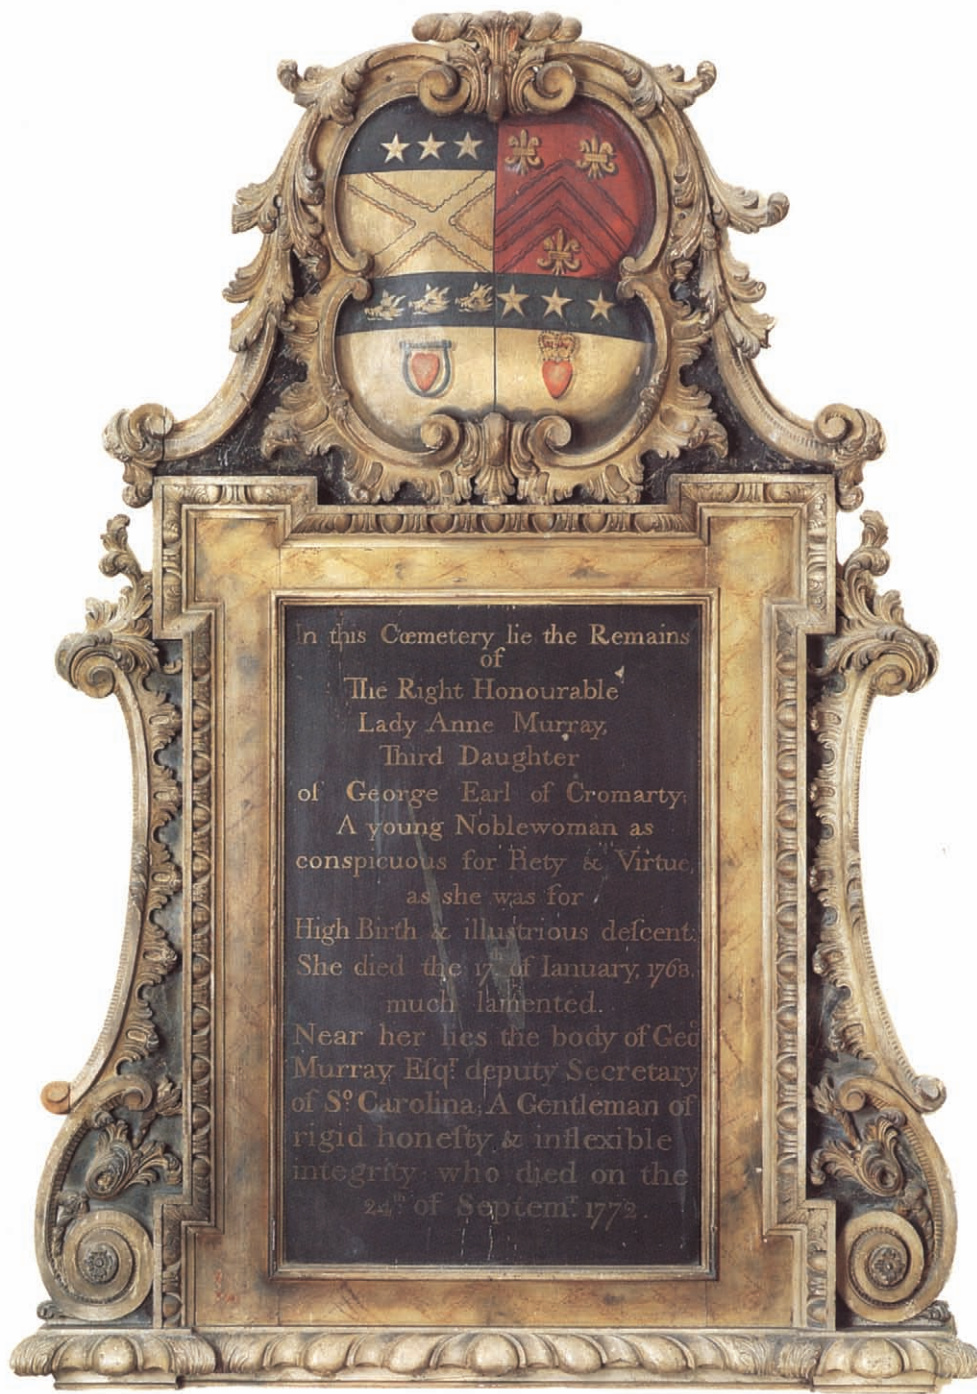 In this Cœmetery lie the Remains
of
The Right Honourable
Lady Anne Murray,
Third Daughter
of George Earl of Cromarty;
A young Noblewoman as
conspicuous for Piety & Virtue,
as she was for
High Birth & illustrious deſcent:
She died the 17th of Ianuary, 1768.
much lamented.
Near her lies the body of Geo.
Murray Eſqr. deputy Secretary
of So. Carolina; A Gentleman of
rigid honeſty & inflexible
integrity who died on the
24th of Septemr. 1772.